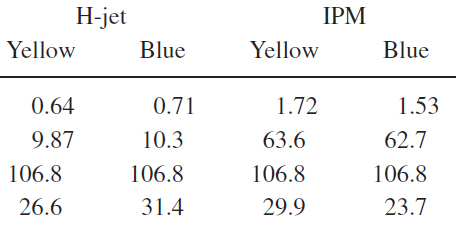 H-jet IPM
Yellow Blue Yellow Blue
0.64 0.71 1.72 1.53
9.87 10.3 63.6 62.7
106.8 106.8 106.8 106.8
26.6 31.4 29.9 23.7